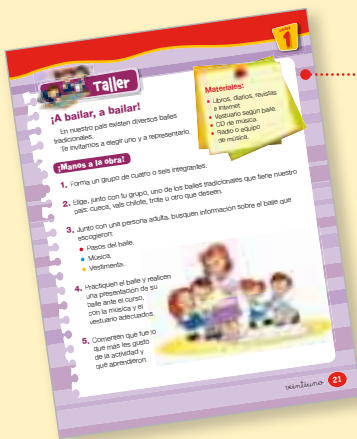 1
Taller
¡A bailar, a bailar!
En nuestro país existen diversos bailes
tradicionales.
Te invitamos a elegir uno y a representarlo.
Materiales:
• Libros, diarios, revistas
e Internet.
• Vestuario según baile.
• CD de música.
• Radio o equipo
de música.
¡Manos a la obra!
1. Forma un grupo de cuatro o seis integrantes.
2. Elige, junto con tu grupo, uno de los bailes tradicionales que tiene nuestro
país: cueca, vals chilote, trote u otro que deseen.
3. Junto con una persona adulta, busquen información sobre el baile que
escogieron:
• Pasos del baile.
• Música.
• Vestimenta.
4. Practiquen el baile y realicen
una presentación de su
baile ante el curso,
con la música y el
vestuario adecuados.
5. Comenten qué fue lo
que más les gustó
de la actividad y
qué aprendieron.
veintiuno 21